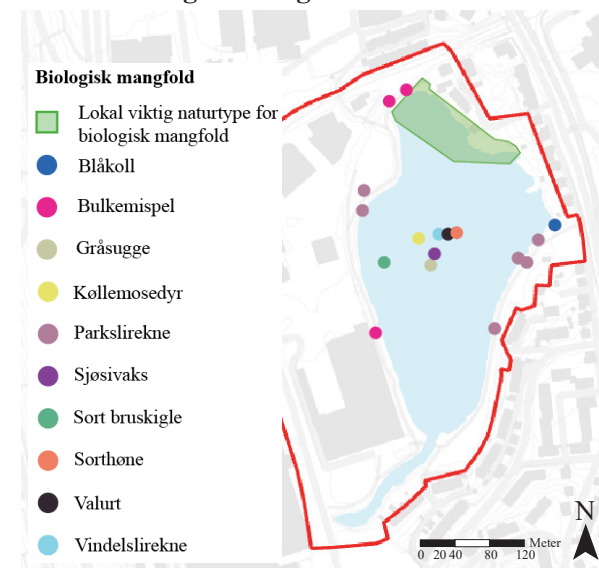 Biologisk mangfold
Lokal viktig naturtype for
biologisk mangfold
Blåkoll
Bulkemispel
Gråsugge
Køllemosedyr
Parkslirekne
Sjøsivaks
Sort bruskigle
Sorthøne
Valurt
Vindelslirekne
N
Meter
0 20 40 80 120